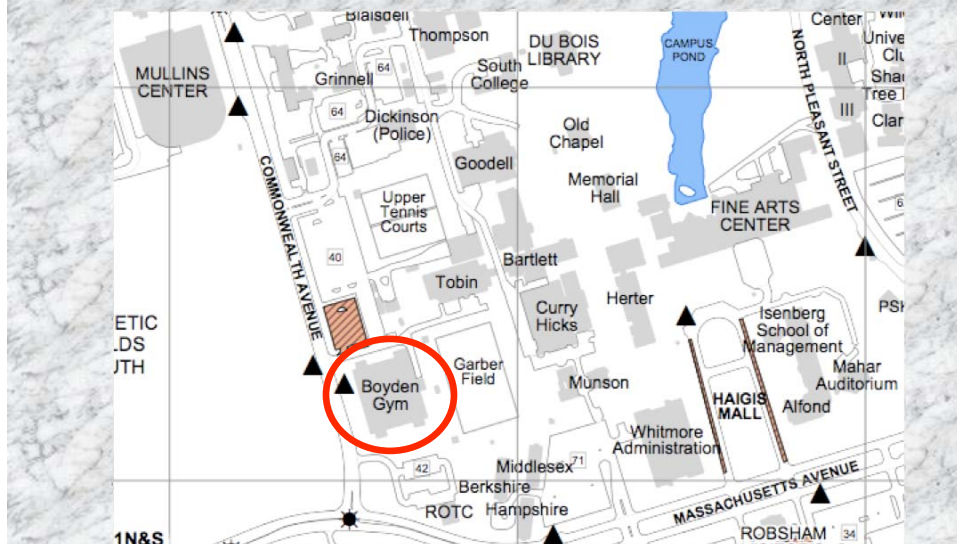 Blaisdell
Thompson
DU BOIS
LIBRARY
CAMPUS
POND
Center
II
MULLINS
CENTER
Grinnell
64
South
College
NORTH PLEASANT STREET
64
Dickinson
(Police)
Old
Chapel
III
64
Goodell
COMMONWEALTH AVENUE
Upper
Tennis
Courts
Memorial
Hall
FINE ARTS
CENTER
40
Bartlett
Tobin
Curry
Hicks
Herter
Isenberg
School of
Management
ETIC
LDS
UTH
Garber
Field
Boyden
Gym
Munson
HAIGIS
MALL
Mahar
Auditorium
Alfond
Whitmore
Administration
42
Middlesex
71
Berkshire
ROTC
Hampshire
MASSACHUSETTS AVENUE
1N&S
ROBSHAM
34